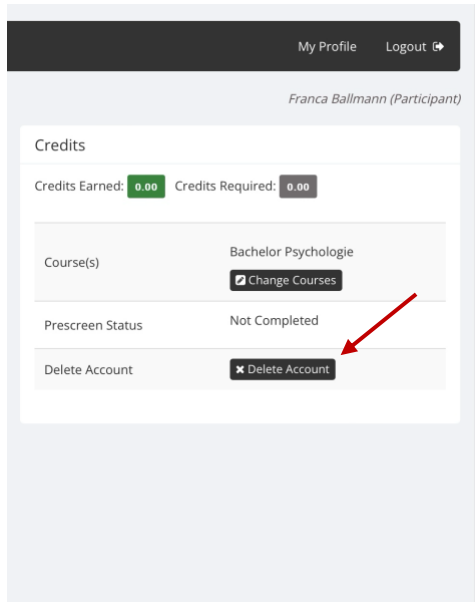 My Profile Logout
Franca Ballmann (Participant)
Credits
Credits Earned: 0.00 Credits Required: 0.00
Course(s)
Bachelor Psychologie
Change Courses
Prescreen Status
Not Completed
Delete Account
Delete Account